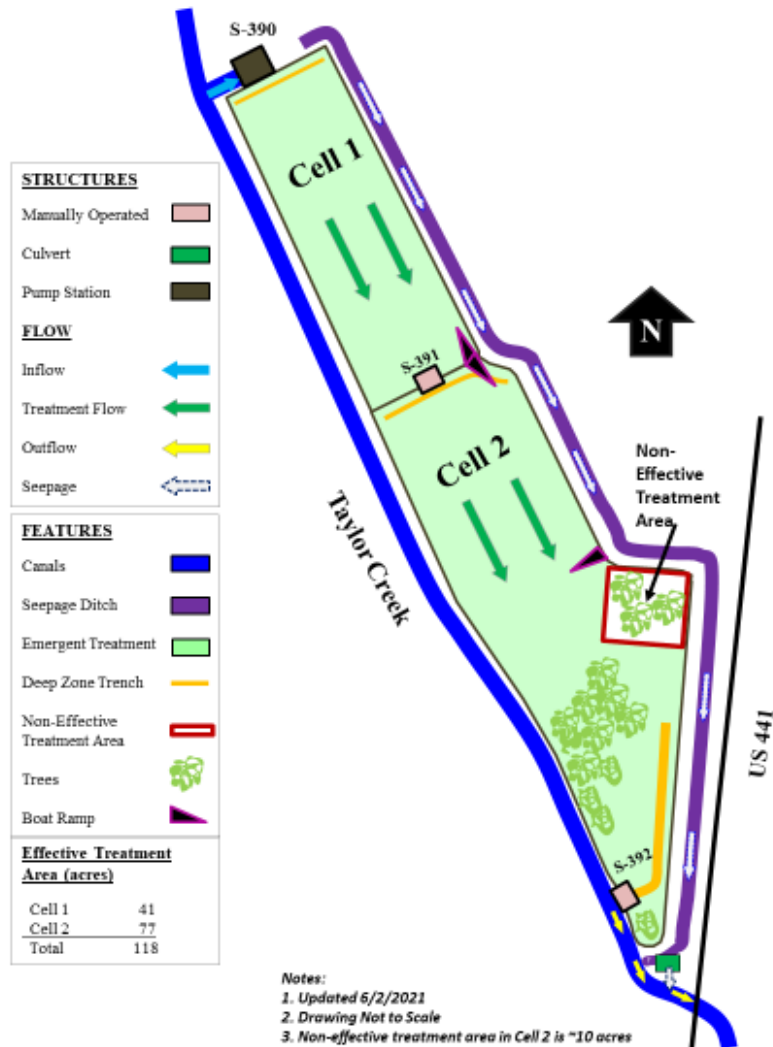 S-390
Cell 1
STRUCTURES
Manually Operated
Culvert
Pump Station
FLOW
Inflow
Treatment Flow
Outflow
Seepage
S-391
N
Cell 2
Non-
Effective
Treatment
Area
Taylor Creek
FEATURES
Canals
Seepage Ditch
Emergent Treatment
Deep Zone Trench
Non-Effective
Treatment Area
Trees
Boat Ramp
US 441
Effective Treatment
Area (acres)
Cell 1 41
Cell 2 77
Total 118
S-392
Notes:
1. Updated 6/2/2021
2. Drawing Not to Scale
3. Non-effective treatment area in Cell 2 is ~10 acres